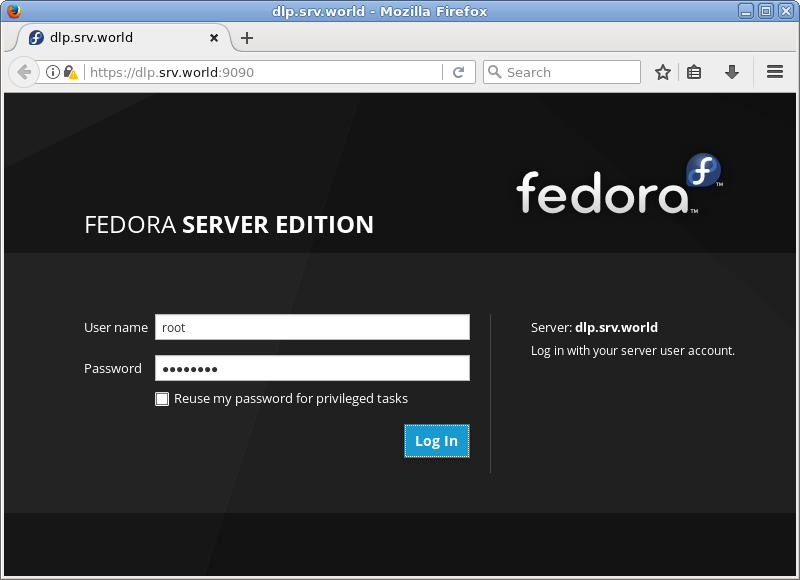 dlp.srv.world - Mozilla Firefox
dlp.srv.world
https://dlp.srv.world:9090
Search
fedora™
FEDORA SERVER EDITION
User name root
Server: dlp.srv.world
Log in with your server user account.
Password ••••••••
Reuse my password for privileged tasks
Log In